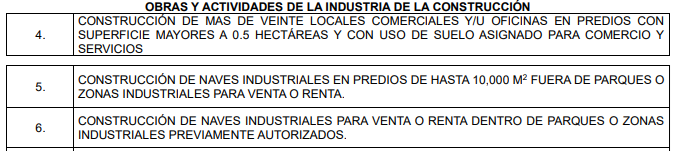 OBRAS Y ACTIVIDADES DE LA INDUSTRIA DE LA CONSTRUCCIÓN
4. CONSTRUCCIÓN DE MAS DE VEINTE LOCALES COMERCIALES Y/U OFICINAS EN PREDIOS CON
SUPERFICIE MAYORES A 0.5 HECTÁREAS Y CON USO DE SUELO ASIGNADO PARA COMERCIO Y
SERVICIOS
5. CONSTRUCCIÓN DE NAVES INDUSTRIALES EN PREDIOS DE HASTA 10,000 M² FUERA DE PARQUES O
ZONAS INDUSTRIALES PARA VENTA O RENTA.
6. CONSTRUCCIÓN DE NAVES INDUSTRIALES PARA VENTA O RENTA DENTRO DE PARQUES O ZONAS
INDUSTRIALES PREVIAMENTE AUTORIZADOS.